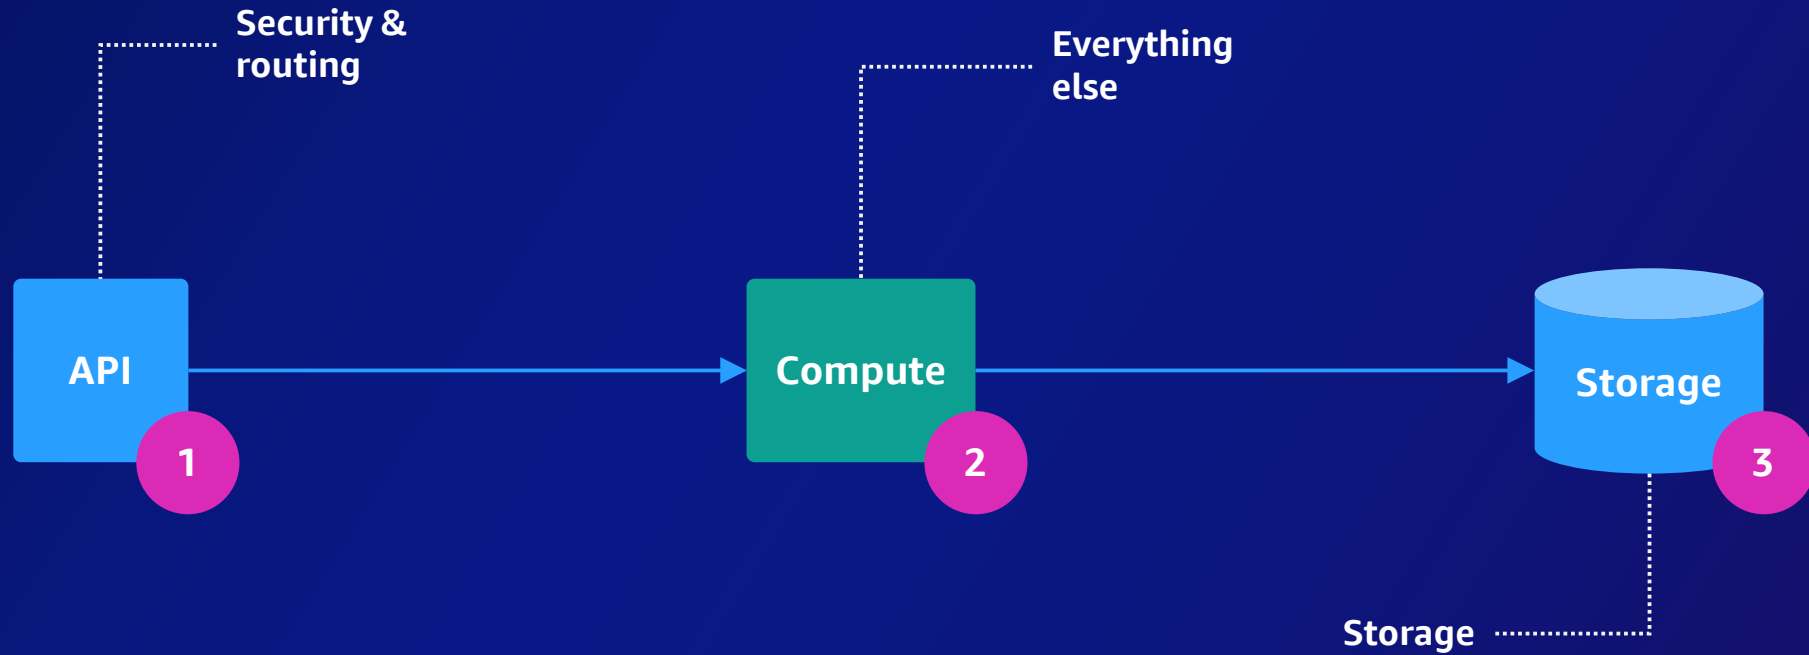 Security &
routing
Everything
else
API
Compute
Storage
1
2
3
Storage